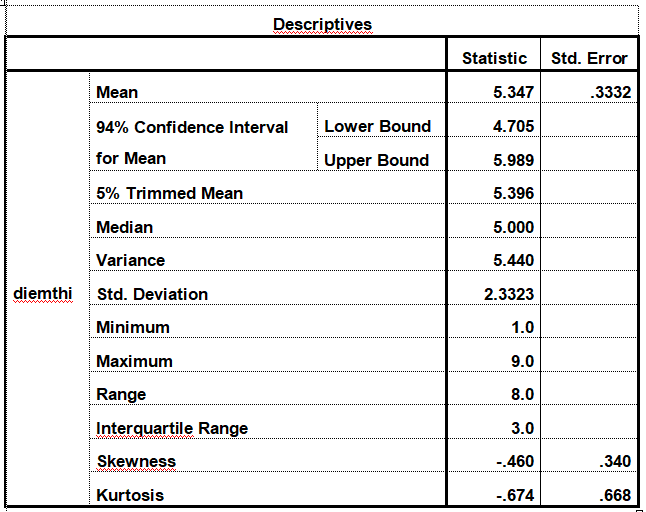 Descriptives
Statistic Std. Error
Mean 5.347 .3332
94% Confidence Interval Lower Bound 4.705
for Mean Upper Bound 5.989
5% Trimmed Mean 5.396
Median 5.000
Variance 5.440
diemthi Std. Deviation 2.3323
Minimum 1.0
Maximum 9.0
Range 8.0
Interquartile Range 3.0
Skewness -.460 .340
Kurtosis -.674 .668